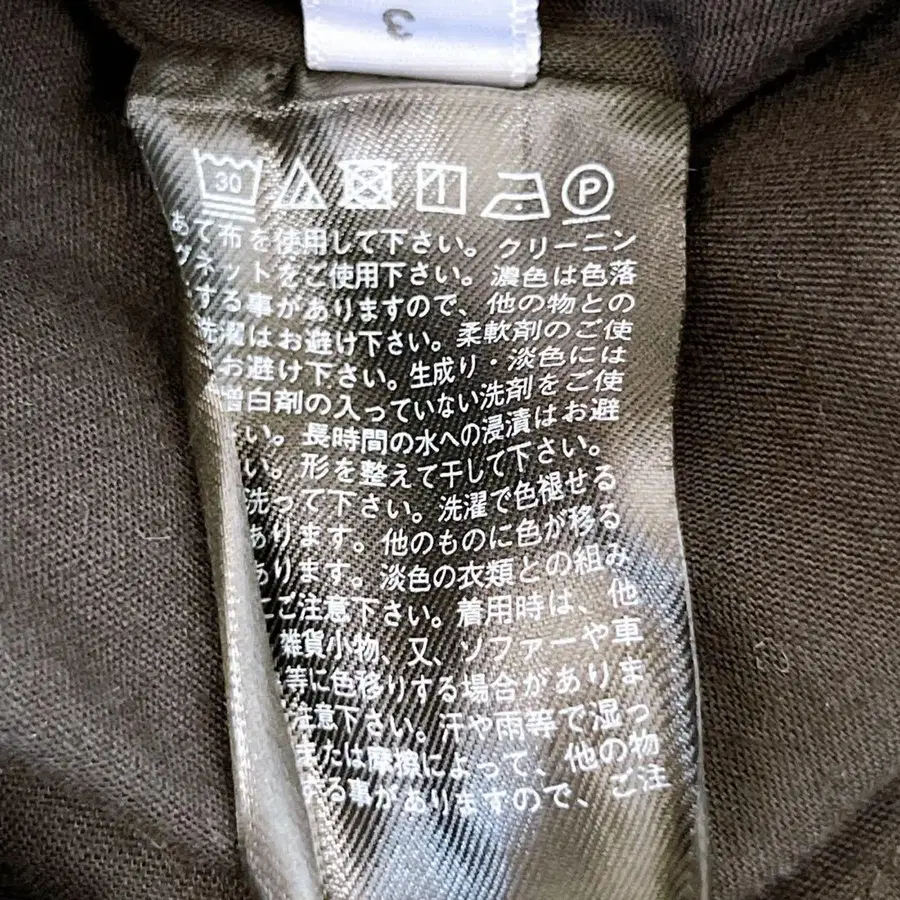 3
30 P
あて布を使用して下さい。クリーニン
グネットをご使用下さい。濃色は色落
する事がありますので、他の物との
洗濯はお避け下さい。柔軟剤のご使
お避け下さい。生成り・淡色には
増白剤の入っていない洗剤をご使
い。長時間の水への浸漬はお避
い。形を整えて干して下さい。
洗って下さい。洗濯で色褪せる
あります。他のものに色が移る
あります。淡色の衣類との組み
にご注意下さい。着用時は、他
雑貨小物、又、ソファーや車
等に色移りする場合がありま
注意下さい。汗や雨等で湿っ
または摩擦によって、他の物
する事がありますので、ご注